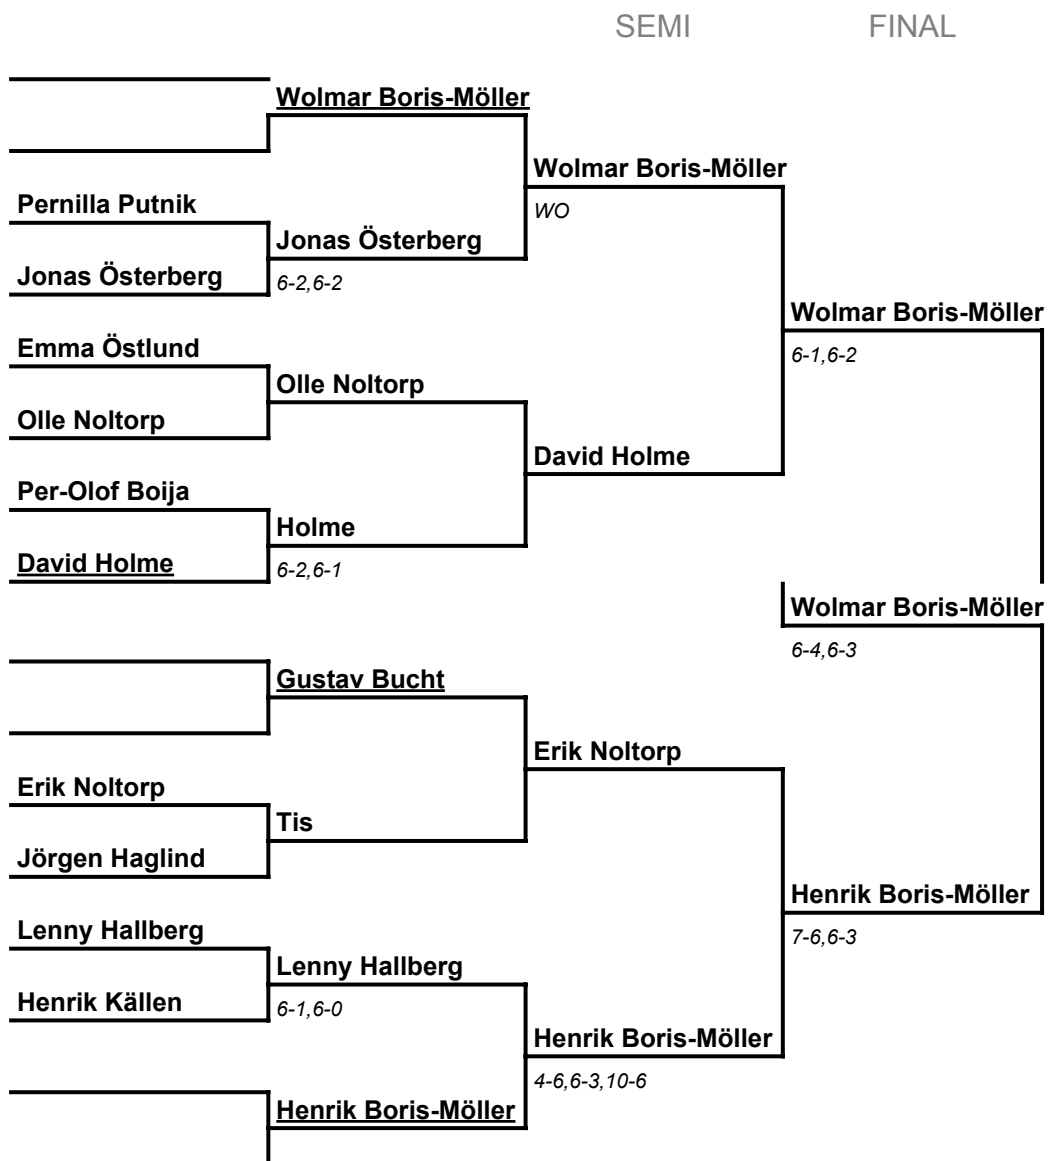 SEMI FINAL
Wolmar Boris-Möller
Wolmar Boris-Möller
Pernilla Putnik
WO
Jonas Österberg
Jonas Österberg
6-2,6-2
Wolmar Boris-Möller
Emma Östlund
6-1,6-2
Olle Noltorp
Olle Noltorp
David Holme
Per-Olof Boija
Holme
David Holme
6-2,6-1
Wolmar Boris-Möller
6-4,6-3
Gustav Bucht
Erik Noltorp
Erik Noltorp
Tis
Jörgen Haglind
Henrik Boris-Möller
Lenny Hallberg
7-6,6-3
Lenny Hallberg
Henrik Källen
6-1,6-0
Henrik Boris-Möller
4-6,6-3,10-6
Henrik Boris-Möller